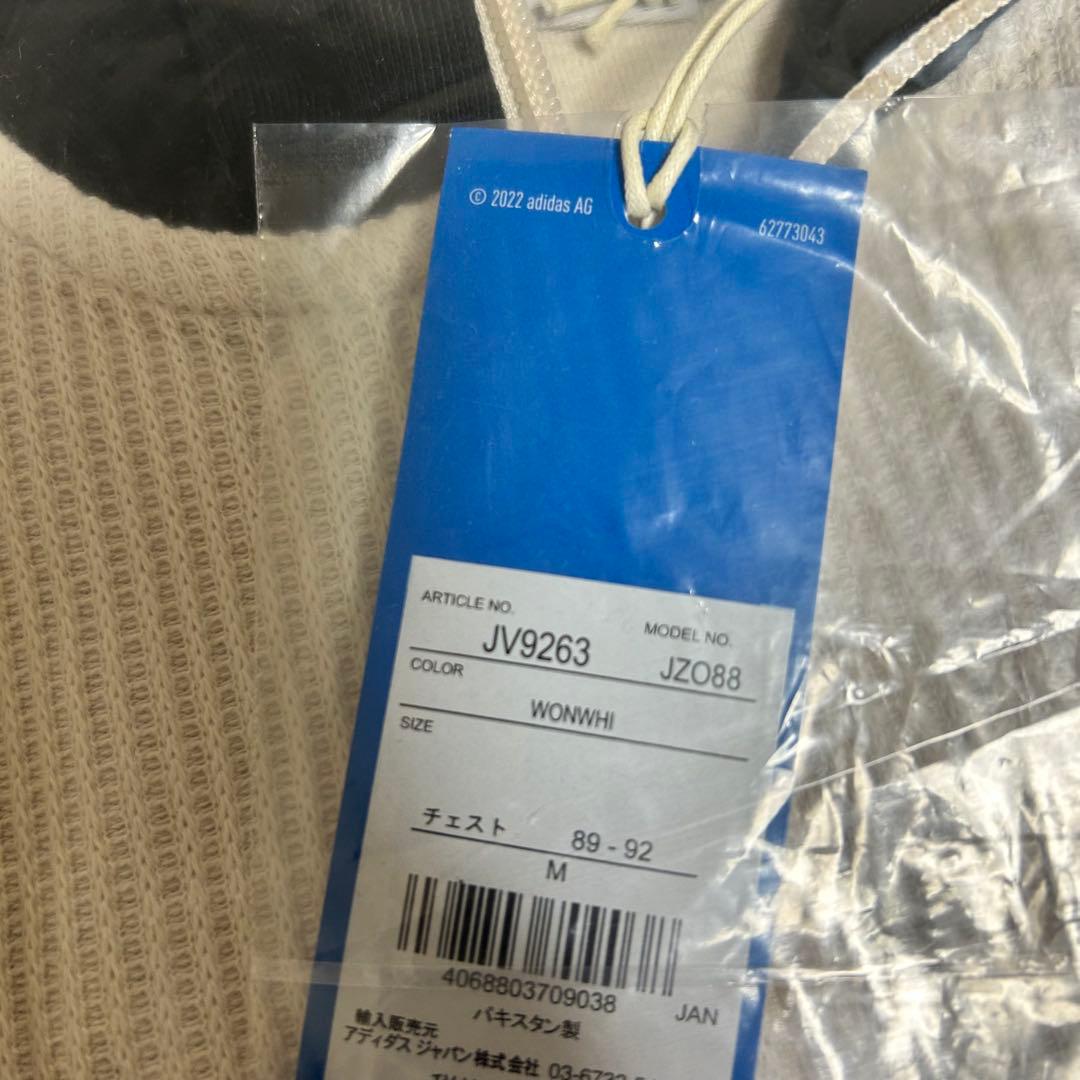 © 2022 adidas AG
62773043
ARTICLE NO.
JV9263
MODEL NO.
JZO88
COLOR
WONWHI
SIZE
チェスト 89 - 92
M
4068803709038
JAN
パキスタン製
輸入販売元
アディダス ジャパン株式会社 03-6732